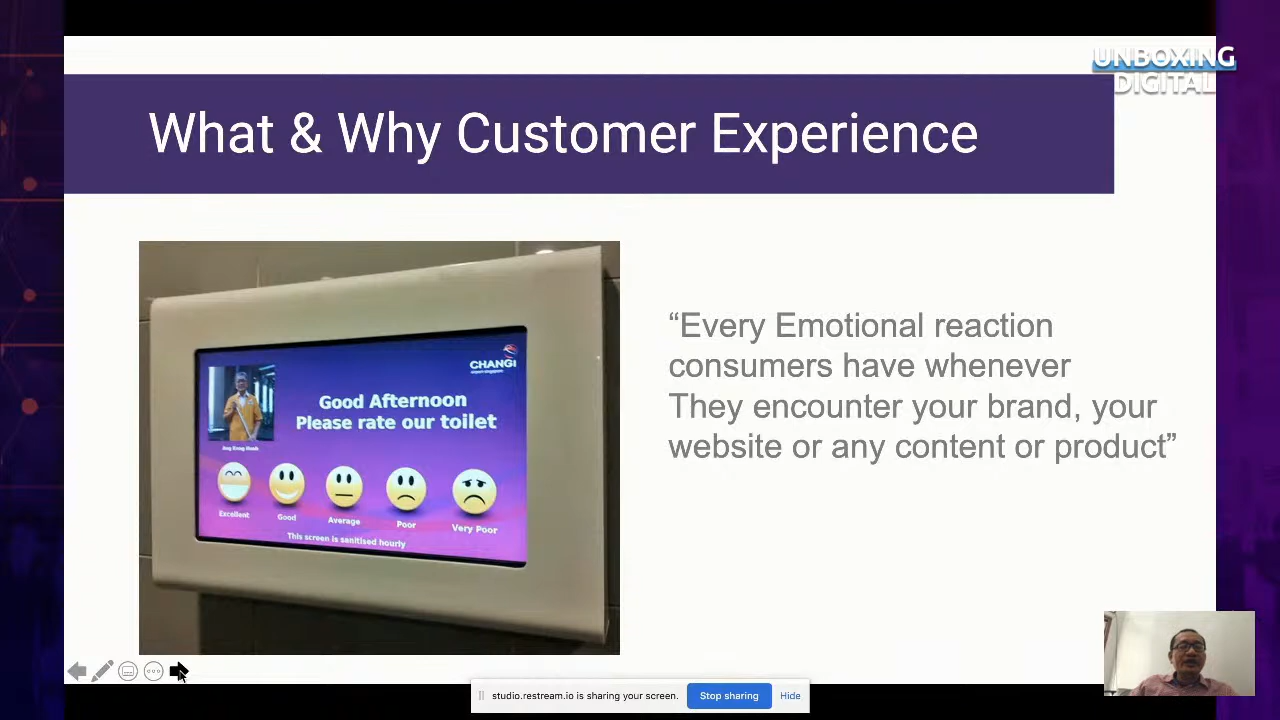 UNBOXING
DIGITAL
What & Why Customer Experience
CHANGI
airport singapore
Good Afternoon
Please rate our toilet
Excellent
Good
Average
Poor
Very Poor
This screen is sanitised hourly
“Every Emotional reaction
consumers have whenever
They encounter your brand, your
website or any content or product”
studio.restream.io is sharing your screen.
Stop sharing
Hide